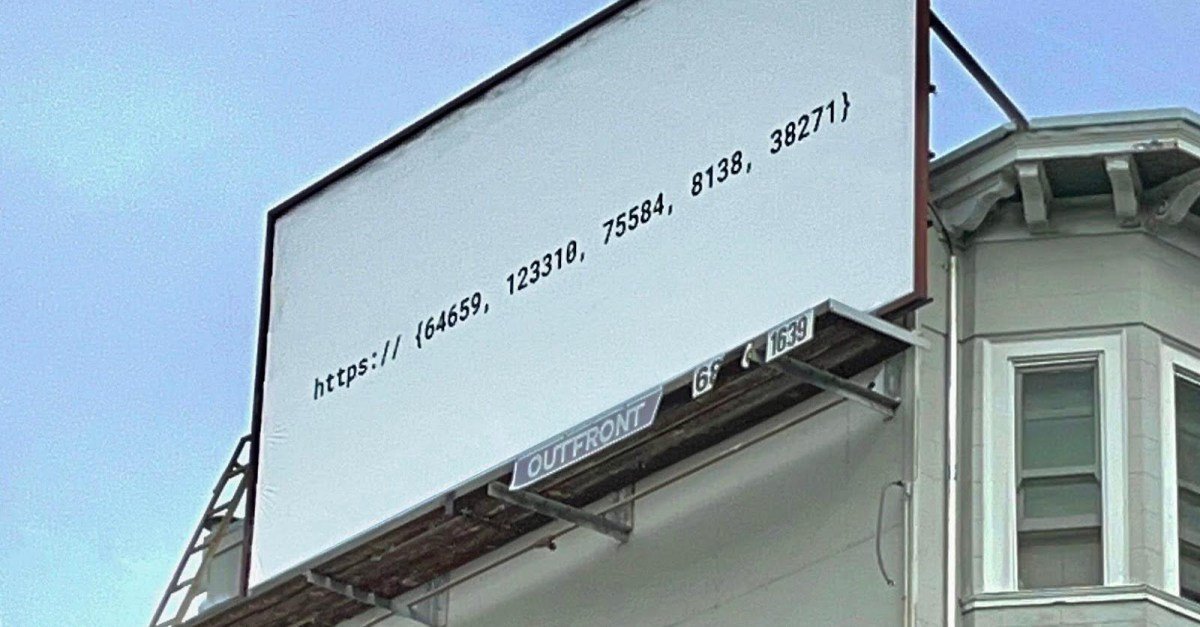 https:// {64659, 123310, 75584, 8138, 38271}
OUTFRONT
1639